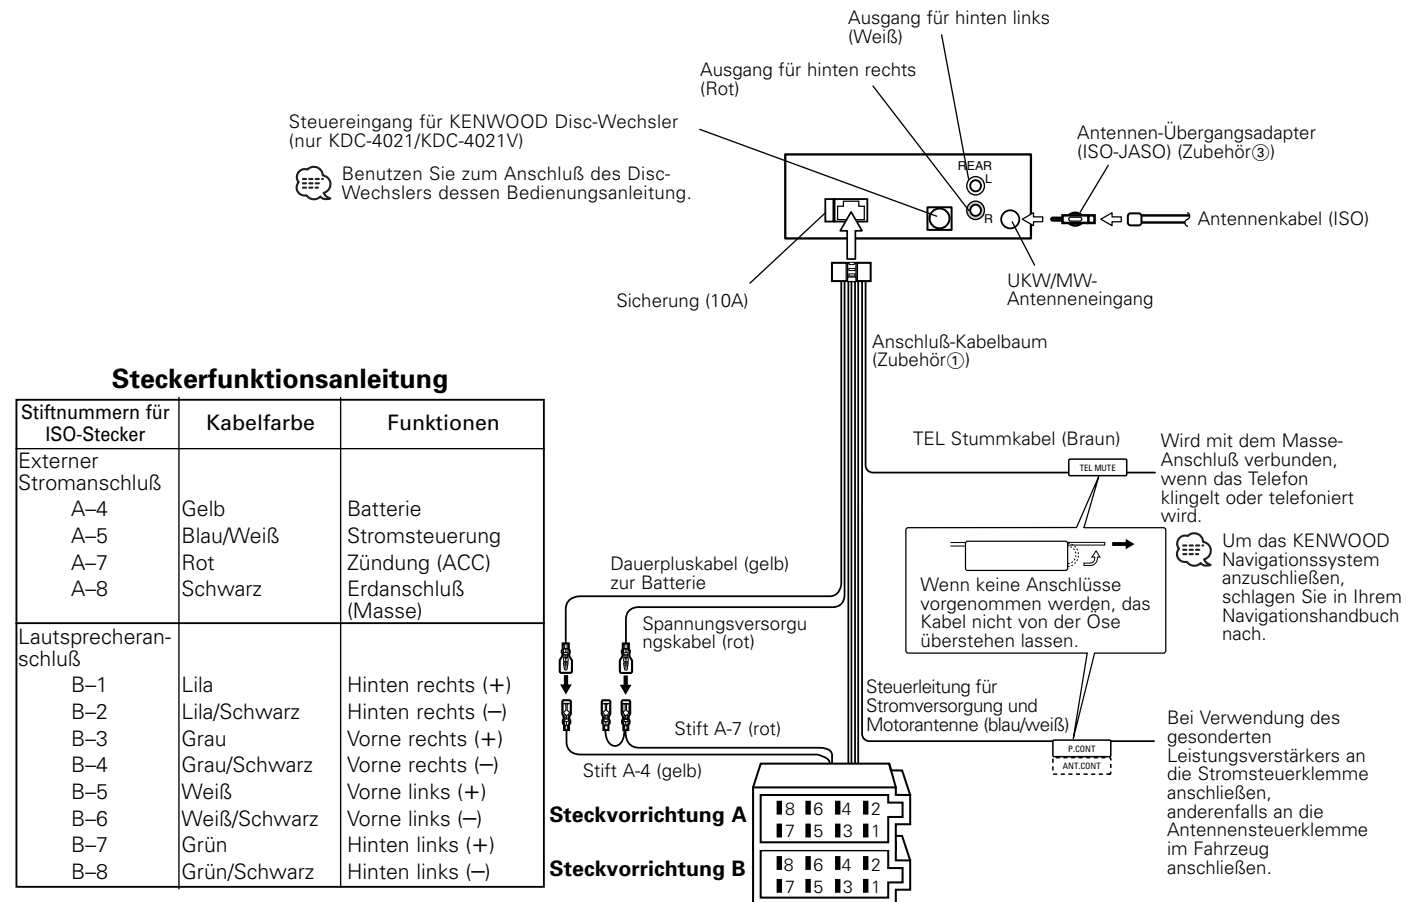 Ausgang für hinten links
(Weiß)
Ausgang für hinten rechts
(Rot)
Steuereingang für KENWOOD Disc-Wechsler
(nur KDC-4021/KDC-4021V)
Benutzen Sie zum Anschluß des Disc-
Wechslers dessen Bedienungsanleitung.
Antennen-Übergangsadapter
(ISO-JASO) (Zubehör③)
REAR
L
R
Antennenkabel (ISO)
UKW/MW-
Antenneneingang
Sicherung (10A)
Anschluß-Kabelbaum
(Zubehör①)
Steckerfunktionsanleitung
Stiftnummern für
ISO-Stecker
Kabelfarbe
Funktionen
Externer
Stromanschluß
A–4 Gelb Batterie
A–5 Blau/Weiß Stromsteuerung
A–7 Rot Zündung (ACC)
A–8 Schwarz Erdanschluß
(Masse)
Lautsprecheran-
schluß
B–1 Lila Hinten rechts (+)
B–2 Lila/Schwarz Hinten rechts (−)
B–3 Grau Vorne rechts (+)
B–4 Grau/Schwarz Vorne rechts (−)
B–5 Weiß Vorne links (+)
B–6 Weiß/Schwarz Vorne links (−)
B–7 Grün Hinten links (+)
B–8 Grün/Schwarz Hinten links (−)
TEL Stummkabel (Braun)
TEL MUTE
Wird mit dem Masse-
Anschluß verbunden,
wenn das Telefon
klingelt oder telefoniert
wird.
Um das KENWOOD
Navigationssystem
anzuschließen,
schlagen Sie in Ihrem
Navigationshandbuch
nach.
Wenn keine Anschlüsse
vorgenommen werden, das
Kabel nicht von der Öse
überstehen lassen.
Dauerpluskabel (gelb)
zur Batterie
Spannungsversorgu
ngskabel (rot)
Stift A-7 (rot)
Stift A-4 (gelb)
Steuerleitung für
Stromversorgung und
Motorantenne (blau/weiß)
P.CONT
ANT.CONT
Bei Verwendung des
gesonderten
Leistungsverstärkers an
die Stromsteuerklemme
anschließen,
anderenfalls an die
Antennensteuerklemme
im Fahrzeug
anschließen.
Steckvorrichtung A
8 6 4 2
7 5 3 1
Steckvorrichtung B
8 6 4 2
7 5 3 1